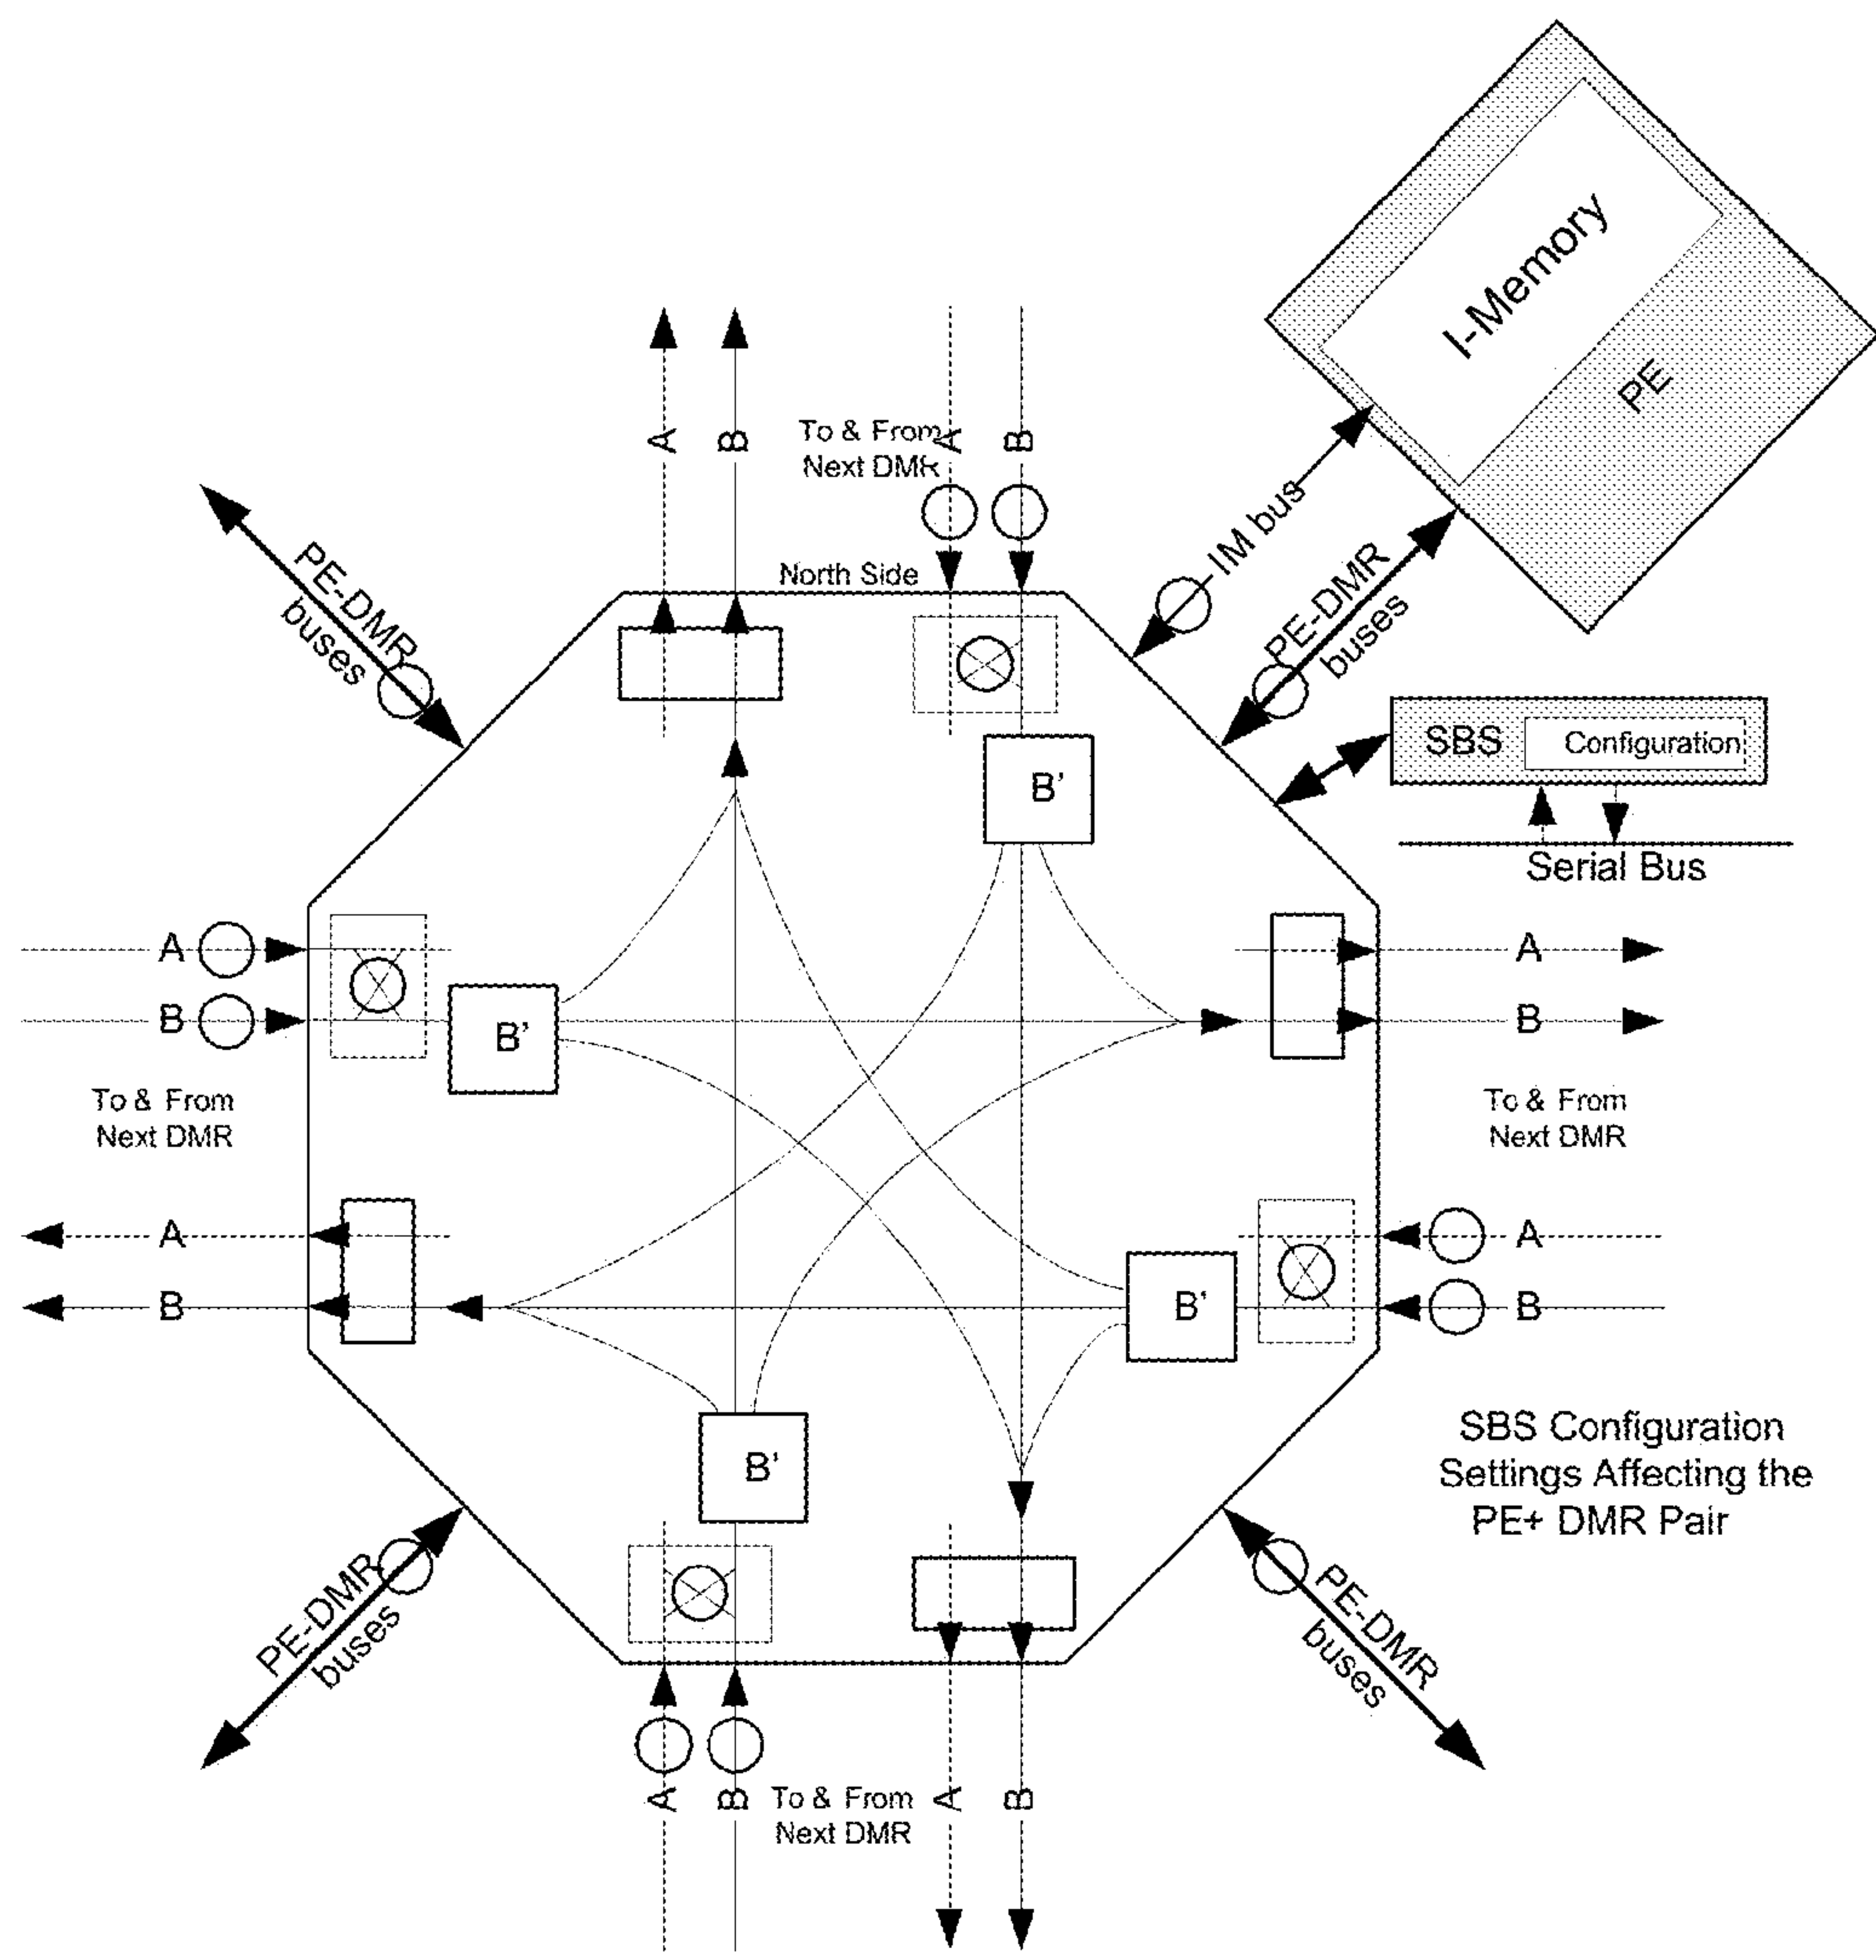 I-Memory
PE
A
B
To & From
Next DMR
A
B
IM bus
PE-DMR
buses
PE-DMR
buses
North Side
B'
SBS
Configuration
Serial Bus
A
B
B'
A
B
To & From
Next DMR
To & From
Next DMR
A
B
A
B
B'
B'
SBS Configuration
Settings Affecting the
PE+ DMR Pair
PE-DMR
buses
PE-DMR
buses
A
B
To & From
Next DMR
A
B